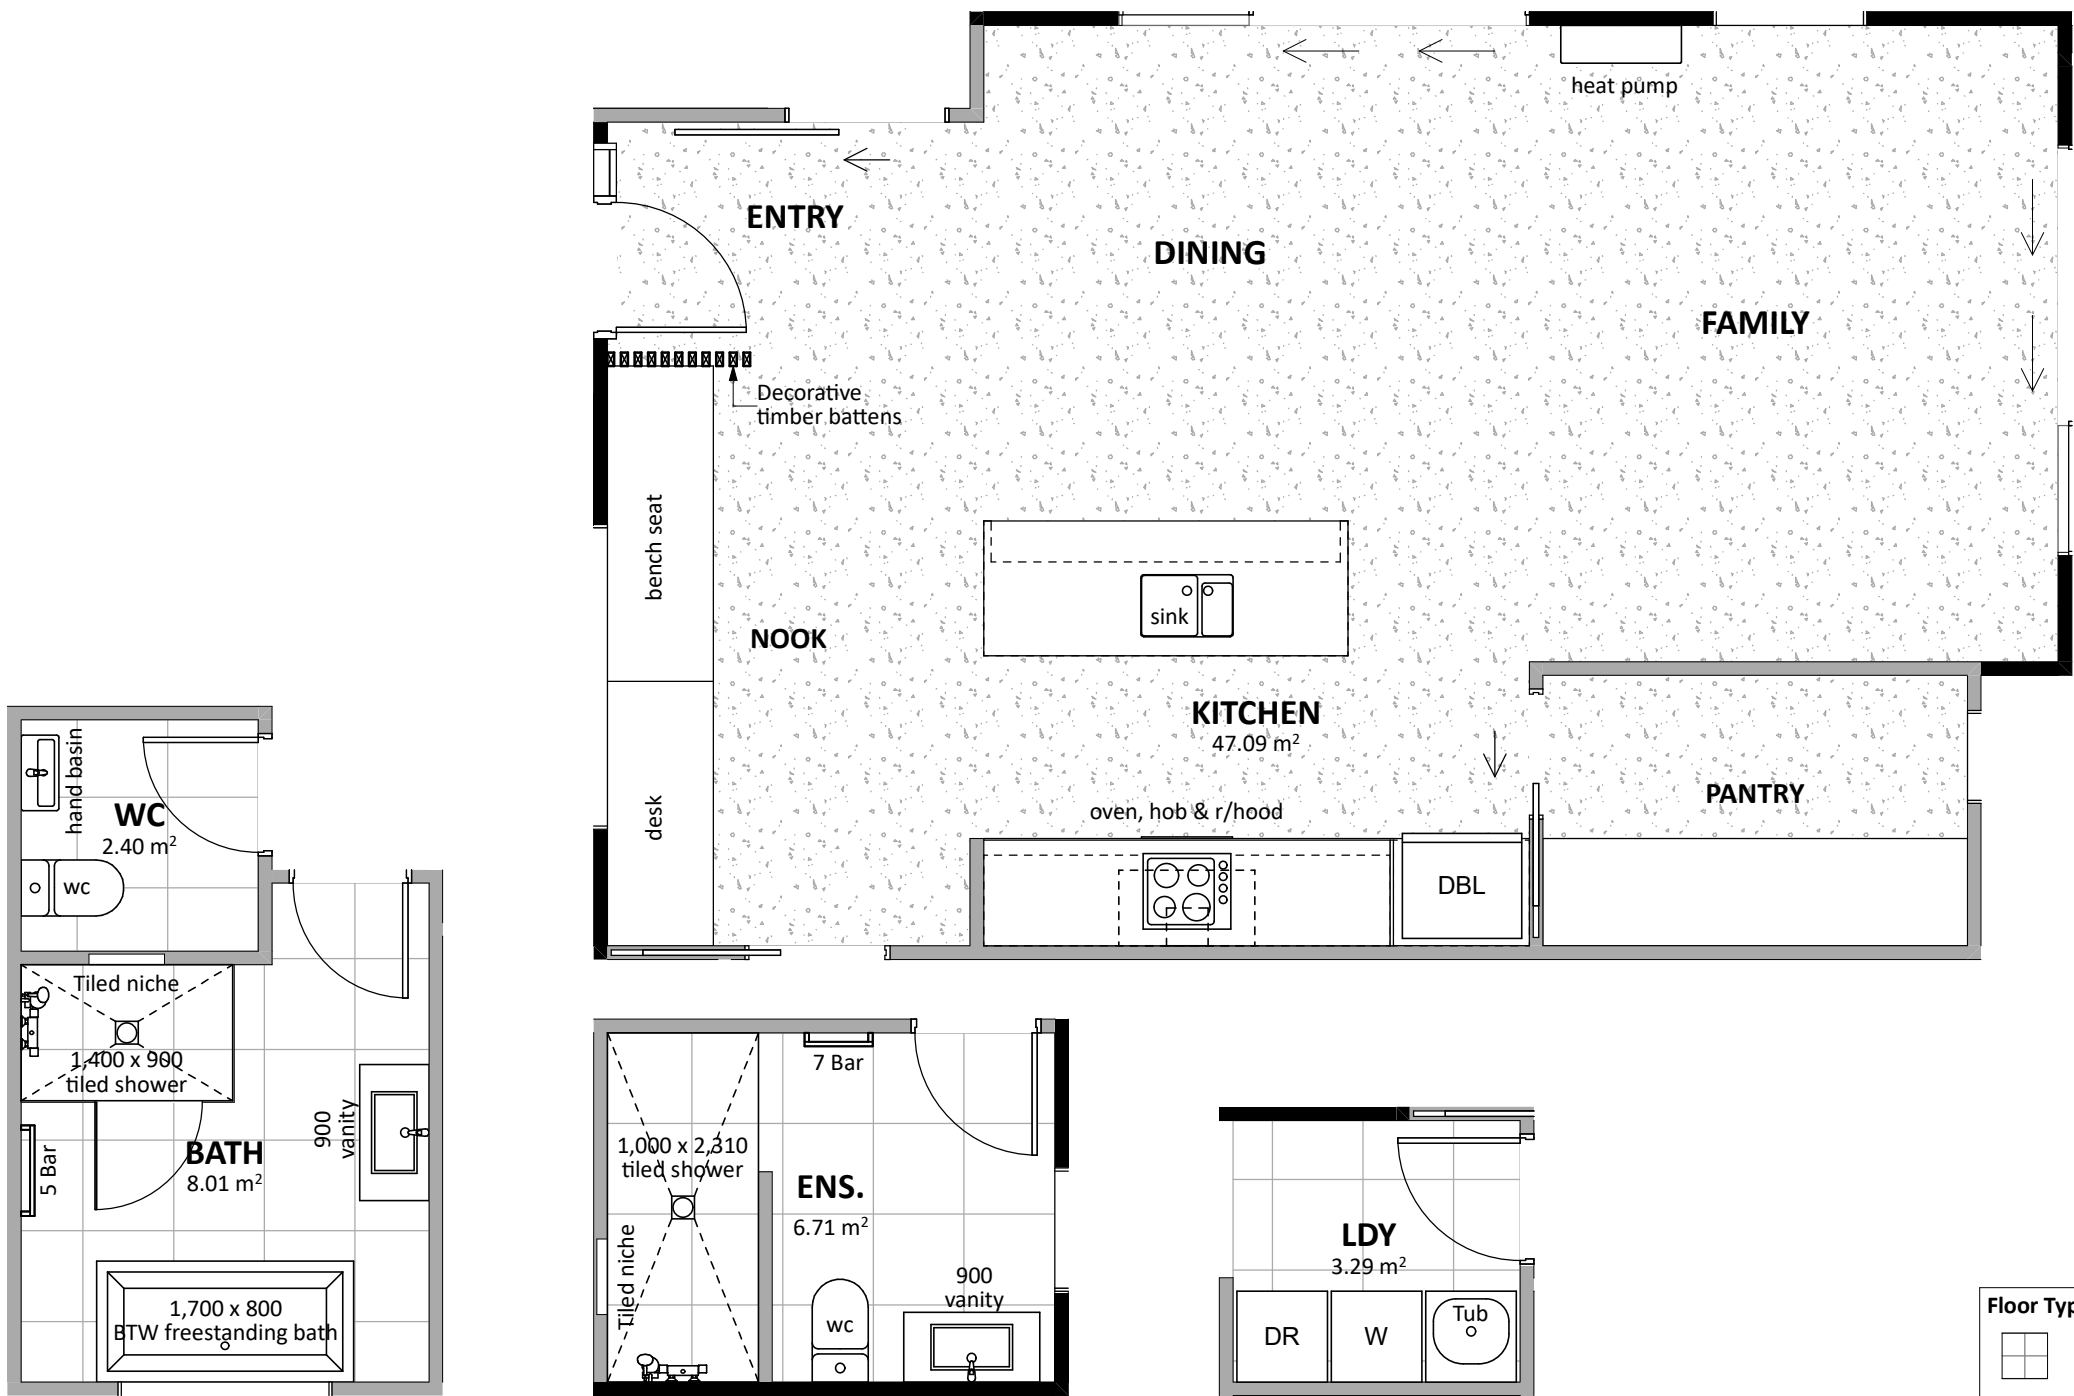 heat pump
ENTRY
DINING
FAMILY
Decorative
timber battens
bench seat
sink
NOOK
KITCHEN
47.09 m²
PANTRY
desk
oven, hob & r/hood
DBL
hand basin
WC
2.40 m²
wc
Tiled niche
1,400 x 900
tiled shower
900
vanity
5 Bar
BATH
8.01 m²
1,700 x 800
BTW freestanding bath
7 Bar
1,000 x 2,310
tiled shower
ENS.
6.71 m²
Tiled niche
wc
900
vanity
LDY
3.29 m²
DR
W
Tub
Floor Typ